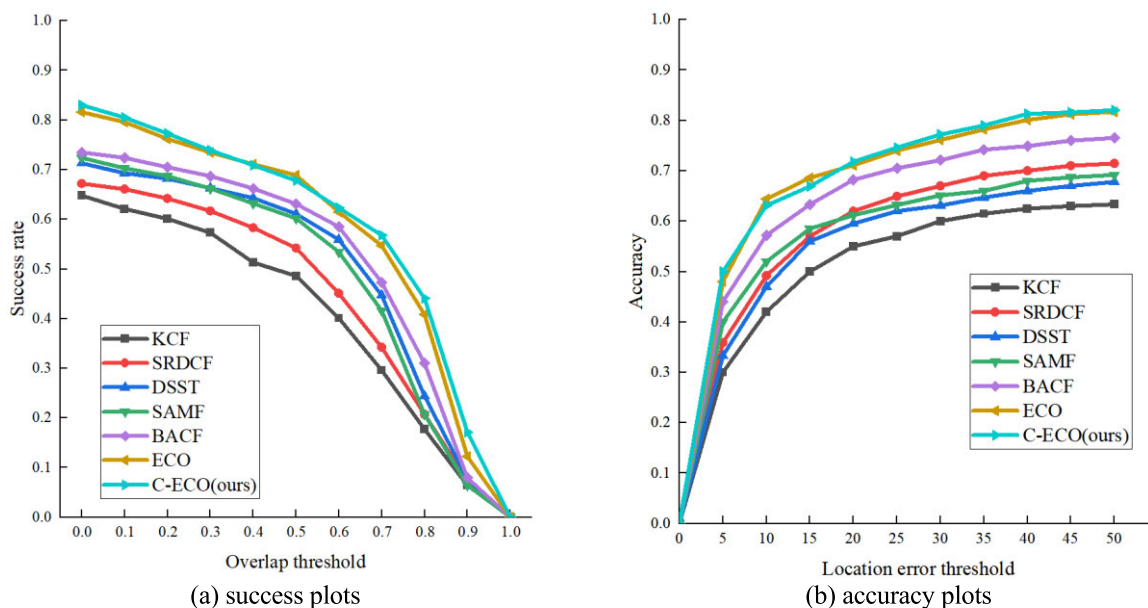 1.0
0.9
0.8
0.7
0.6
0.5
0.4
0.3
0.2
0.1
0.0
Success rate
KCF
SRDCF
DSST
SAMF
BACF
ECO
C-ECO(ours)
0.0 0.1 0.2 0.3 0.4 0.5 0.6 0.7 0.8 0.9 1.0
Overlap threshold
(a) success plots
1.0
0.9
0.8
0.7
0.6
0.5
0.4
0.3
0.2
0.1
0.0
Accuracy
KCF
SRDCF
DSST
SAMF
BACF
ECO
C-ECO(ours)
0 5 10 15 20 25 30 35 40 45 50
Location error threshold
(b) accuracy plots